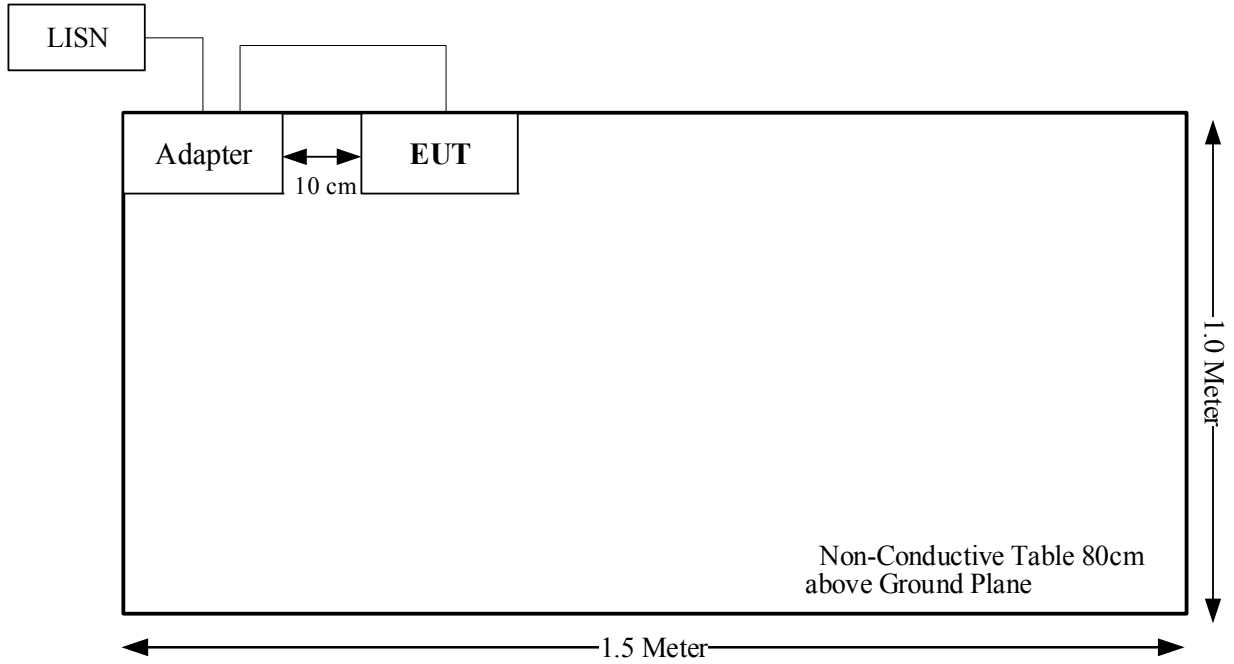 LISN
Adapter
EUT
10 cm
1.0 Meter
Non-Conductive Table 80cm
above Ground Plane
1.5 Meter